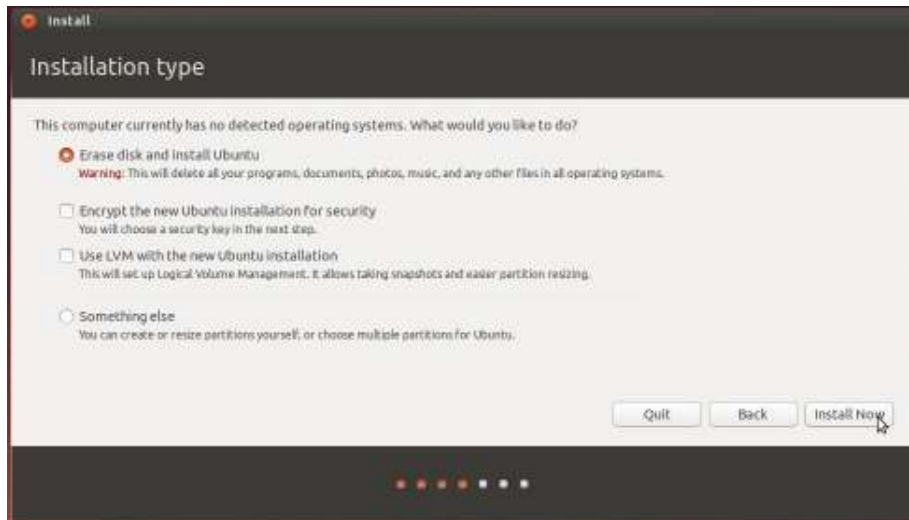 Install
Installation type
This computer currently has no detected operating systems. What would you like to do?
Erase disk and install Ubuntu
Warning: This will delete all your programs, documents, photos, music, and any other files in all operating systems.
Encrypt the new Ubuntu installation for security
You will choose a security key in the next step.
Use LVM with the new Ubuntu installation
This will set up Logical Volume Management. It allows taking snapshots and easier partition resizing.
Something else
You can create or resize partitions yourself, or choose multiple partitions for Ubuntu.
Quit Back Install Now